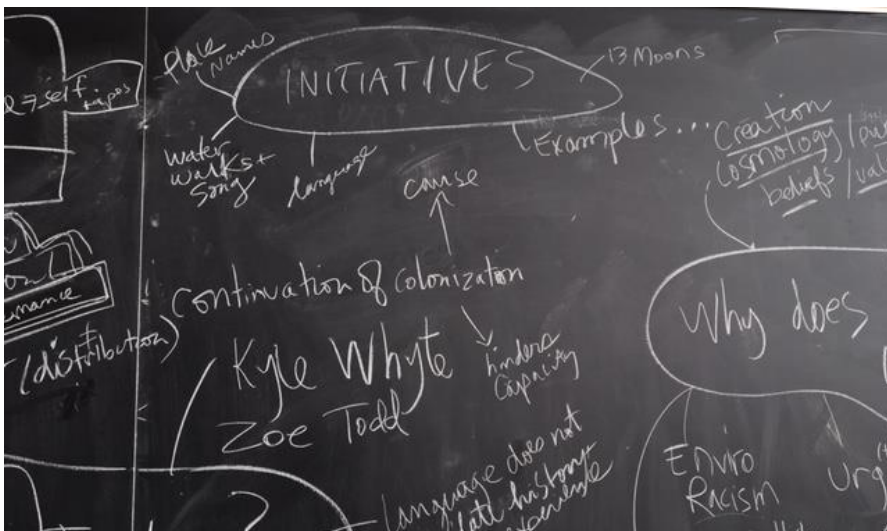 INITIATIVES
Place
Names
13 Moons
Examples...
water
walks +
Song
language
cause
Continuation of Colonization
hinders
capacity
Kyle Whyte
Zoe Todd
→ self
(distribution)
Creation
Cosmology /
beliefs /
Why does
Enviro
Racism
Language does not
history +
?